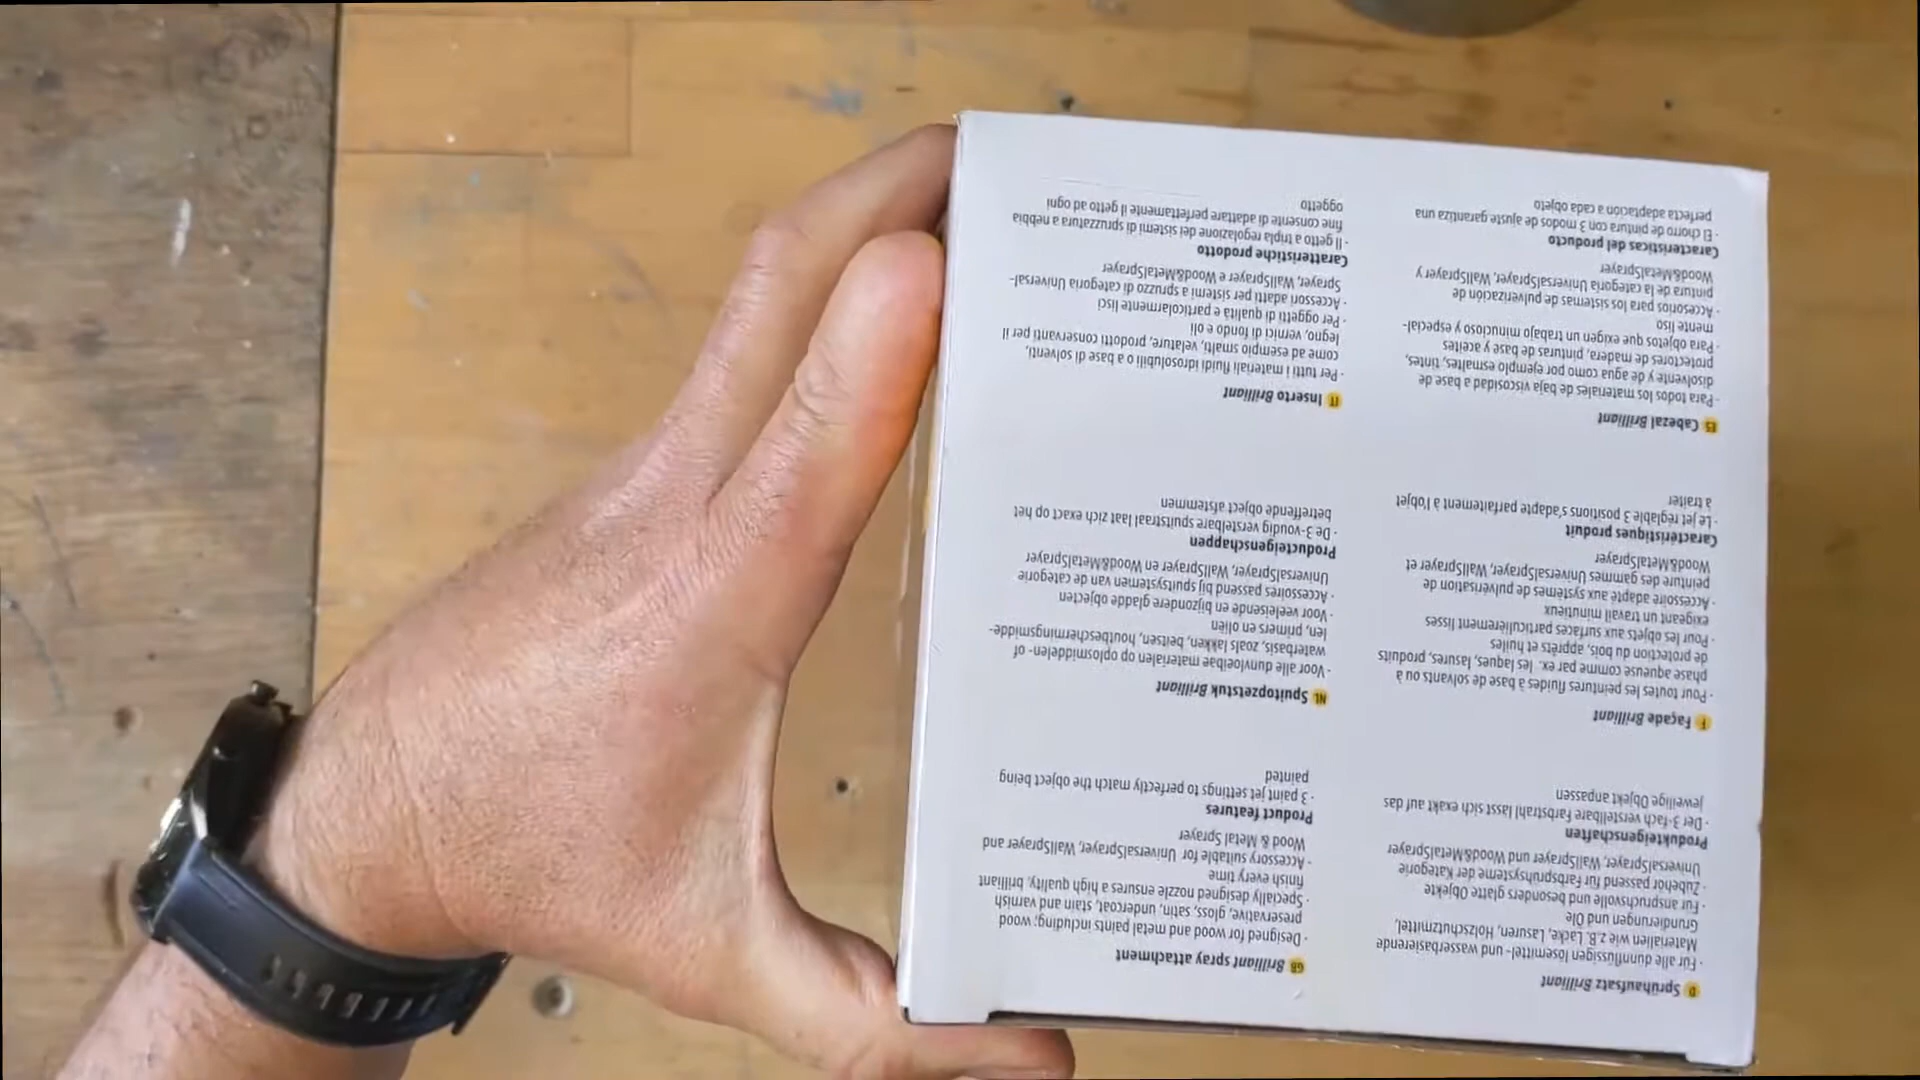 D Sprühaufsatz Brilliant
- Für alle dünnflüssigen lösemittel- und wasserbasierende
Materialien wie z.B. Lacke, Lasuren, Holzschutzmittel,
Grundierungen und Öle
- Für anspruchsvolle und besonders glatte Objekte
- Zubehör passend für Farbsprühsysteme der Kategorie
UniversalSprayer, WallSprayer und Wood&MetalSprayer
Produkteigenschaften
- Der 3-fach verstellbare Farbstrahl lässt sich exakt auf das
jeweilige Objekt anpassen
GB Brilliant spray attachment
- Designed for wood and metal paints including; wood
preservative, gloss, satin, undercoat, stain and varnish
- Specially designed nozzle ensures a high quality, brilliant
finish every time
- Accessory suitable for UniversalSprayer, WallSprayer and
Wood & Metal Sprayer
Product features
- 3 paint jet settings to perfectly match the object being
painted
F Façade Brilliant
- Pour toutes les peintures fluides à base de solvants ou à
phase aqueuse comme par ex. les laques, lasures, produits
de protection du bois, apprêts et huiles
- Pour les objets aux surfaces particulièrement lisses
exigeant un travail minutieux
- Accessoire adapté aux systèmes de pulvérisation de
peinture des gammes UniversalSprayer, WallSprayer et
Wood&MetalSprayer
Caractéristiques produit
- Le jet réglable 3 positions s'adapte parfaitement à l'objet
à traiter
NL Spuitopzetstuk Brilliant
- Voor alle dunvloeibae materialen op oplosmiddelen- of
waterbasis, zoals lakken, beitsen, houtbeschermingsmidde-
len, primers en oliën
- Voor veeleisende en bijzondere gladde objecten
- Accessoires passend bij spuitsystemen van de categorie
UniversalSprayer, WallSprayer en Wood&MetalSprayer
Producteigenschappen
- De 3-voudig verstelbare spuitstraal laat zich exact op het
betreffende object afstemmen
ES Cabezal Brilliant
- Para todos los materiales de baja viscosidad a base de
disolvente y de agua como por ejemplo esmaltes, tintes,
protectores de madera, pinturas de base y aceites
- Para objetos que exigen un trabajo minucioso y especial-
mente liso
- Accesorios para los sistemas de pulverización de
pintura de la categoría UniversalSprayer, WallSprayer y
Wood&MetalSprayer
Características del producto
- El chorro de pintura con 3 modos de ajuste garantiza una
perfecta adaptación a cada objeto
IT Inserto Brilliant
- Per tutti i materiali fluidi idrosolubili o a base di solventi,
come ad esempio smalti, velature, prodotti conservanti per il
legno, vernici di fondo e oli
- Per oggetti di qualità e particolarmente lisci
- Accessori adatti per sistemi a spruzzo di categoria Universal-
Sprayer, WallSprayer e Wood&MetalSprayer
Caratteristiche prodotto
- Il getto a tripla regolazione dei sistemi di spruzzatura a nebbia
fine consente di adattare perfettamente il getto ad ogni
oggetto